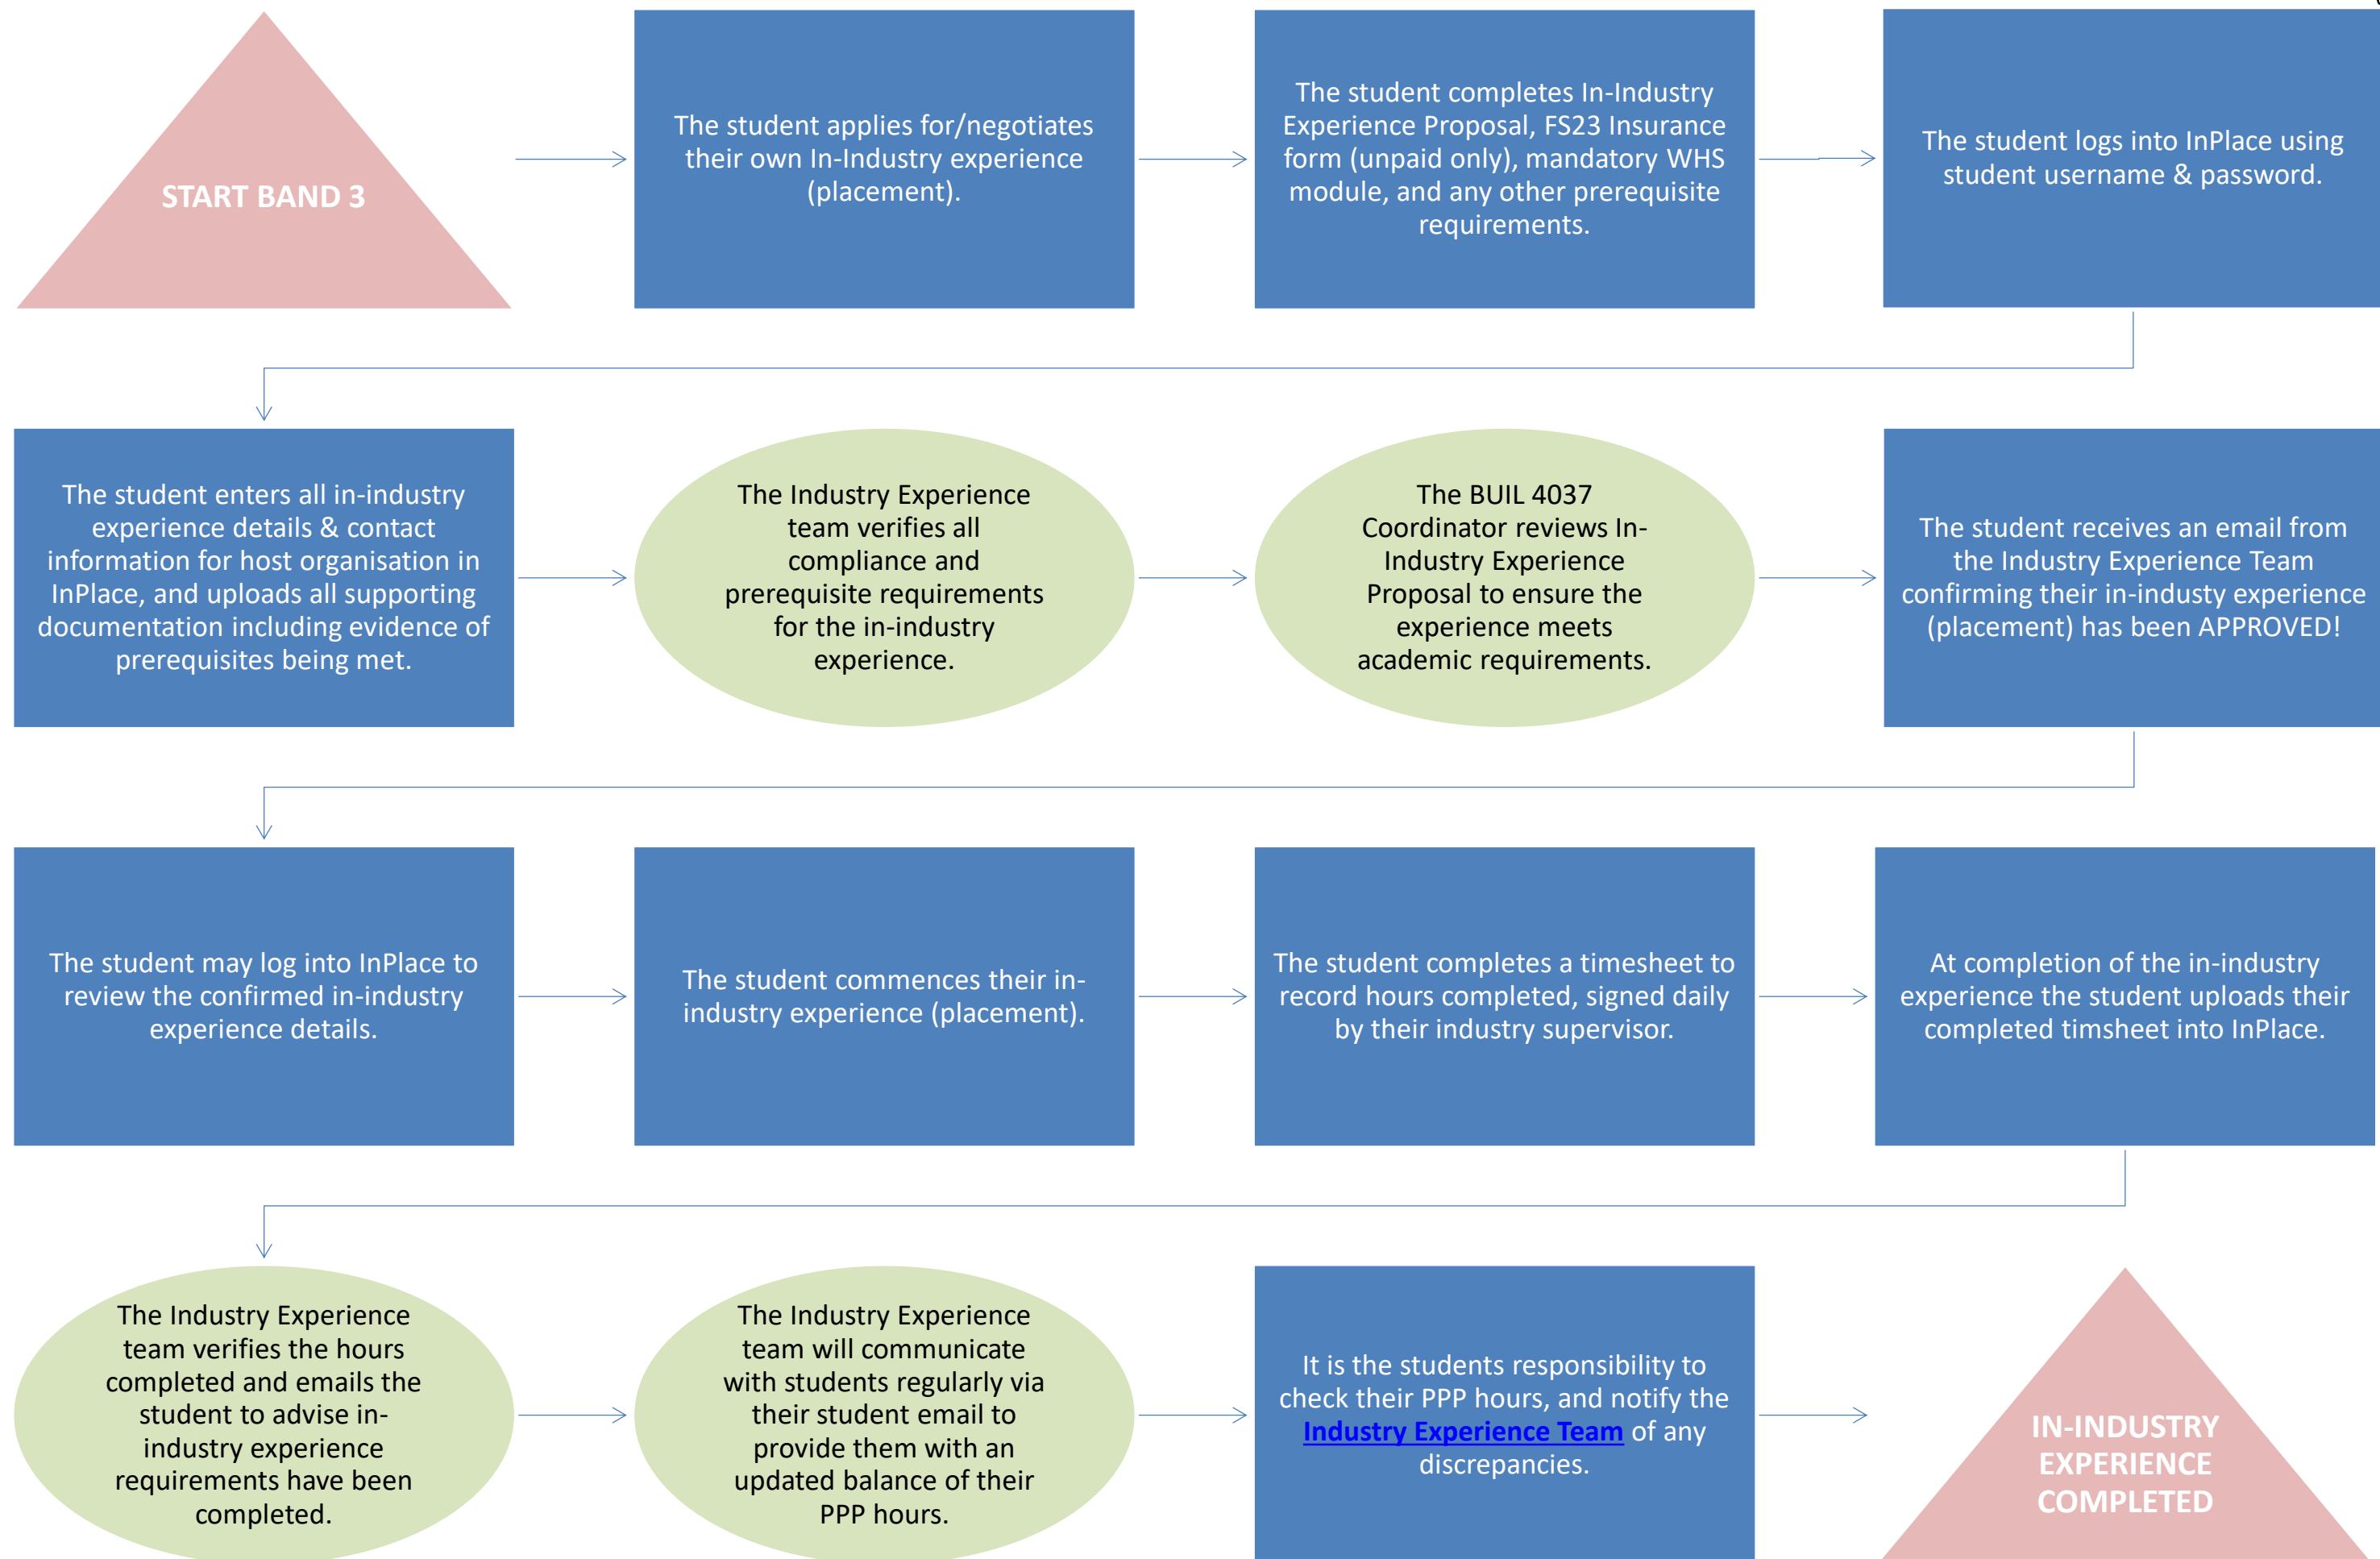 START BAND 3
The student applies for/negotiates
their own In-Industry experience
(placement).
The student completes In-Industry
Experience Proposal, FS23 Insurance
form (unpaid only), mandatory WHS
module, and any other prerequisite
requirements.
The student logs into InPlace using
student username & password.
The student enters all in-industry
experience details & contact
information for host organisation in
InPlace, and uploads all supporting
documentation including evidence of
prerequisites being met.
The Industry Experience
team verifies all
compliance and
prerequisite requirements
for the in-industry
experience.
The BUIL 4037
Coordinator reviews In-
Industry Experience
Proposal to ensure the
experience meets
academic requirements.
The student receives an email from
the Industry Experience Team
confirming their in-industy experience
(placement) has been APPROVED!
The student may log into InPlace to
review the confirmed in-industry
experience details.
The student commences their in-
industry experience (placement).
The student completes a timesheet to
record hours completed, signed daily
by their industry supervisor.
At completion of the in-industry
experience the student uploads their
completed timsheet into InPlace.
The Industry Experience
team verifies the hours
completed and emails the
student to advise in-
industry experience
requirements have been
completed.
The Industry Experience
team will communicate
with students regularly via
their student email to
provide them with an
updated balance of their
PPP hours.
It is the students responsibility to
check their PPP hours, and notify the
Industry Experience Team of any
discrepancies.
IN-INDUSTRY
EXPERIENCE
COMPLETED